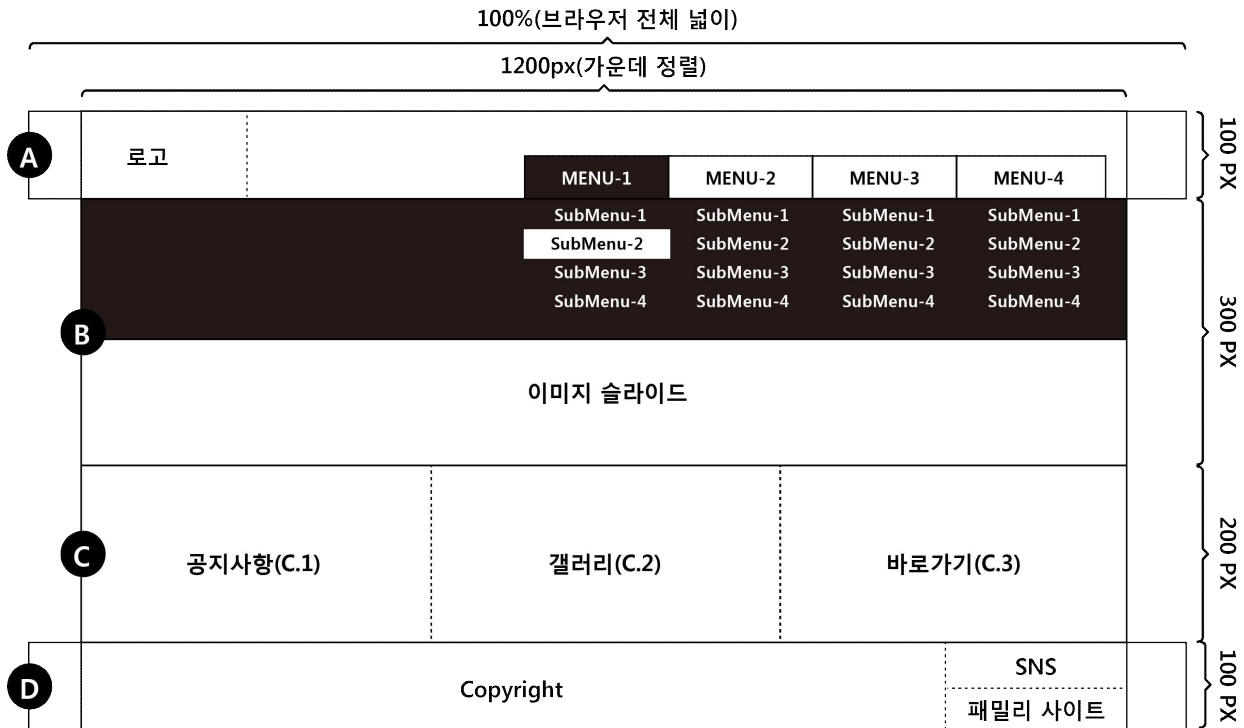 100%(브라우저 전체 넓이)
1200px(가운데 정렬)
A
로고
MENU-1 MENU-2 MENU-3 MENU-4
100 PX
SubMenu-1 SubMenu-1 SubMenu-1 SubMenu-1
SubMenu-2 SubMenu-2 SubMenu-2 SubMenu-2
SubMenu-3 SubMenu-3 SubMenu-3 SubMenu-3
SubMenu-4 SubMenu-4 SubMenu-4 SubMenu-4
B
300 PX
이미지 슬라이드
C
공지사항(C.1) 갤러리(C.2) 바로가기(C.3)
200 PX
D
Copyright
SNS
패밀리 사이트
100 PX